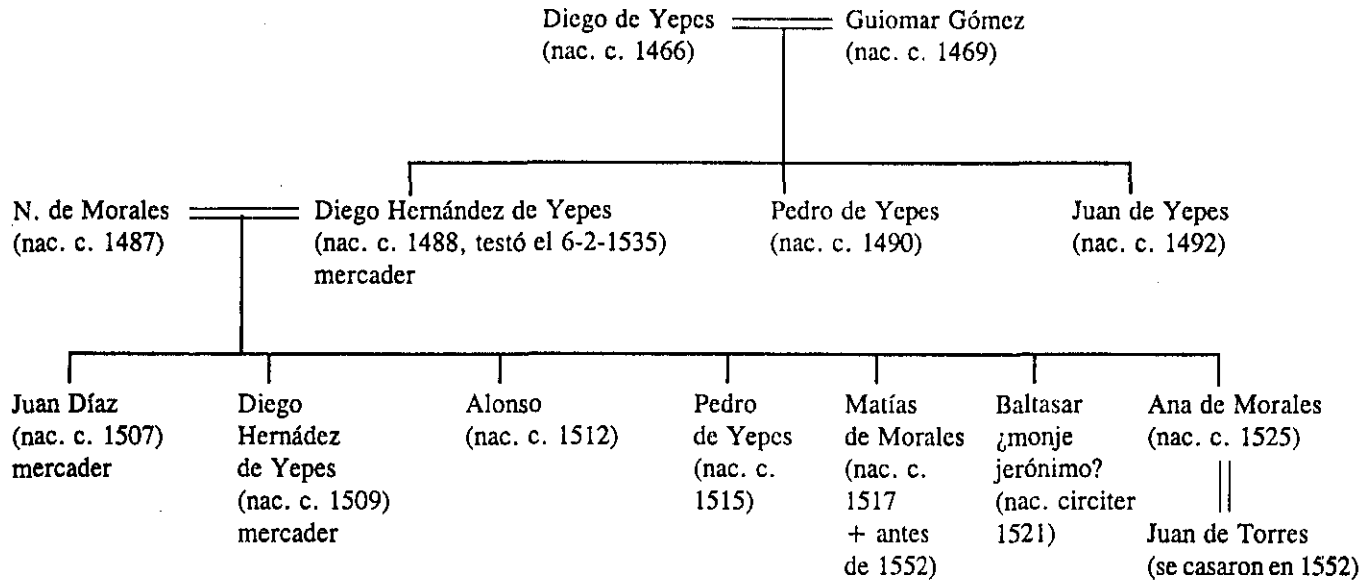 Diego de Yepes
(nac. c. 1466)
Guiomar Gómez
(nac. c. 1469)
N. de Morales
(nac. c. 1487)
Diego Hernández de Yepes
(nac. c. 1488, testó el 6-2-1535)
mercader
Pedro de Yepes
(nac. c. 1490)
Juan de Yepes
(nac. c. 1492)
Juan Díaz
(nac. c. 1507)
mercader
Diego
Hernádez
de Yepes
(nac. c. 1509)
mercader
Alonso
(nac. c. 1512)
Pedro
de Yepes
(nac. c.
1515)
Matías
de Morales
(nac. c.
1517
+ antes
de 1552)
Baltasar
¿monje
jerónimo?
(nac. circiter
1521)
Ana de Morales
(nac. c. 1525)
Juan de Torres
(se casaron en 1552)